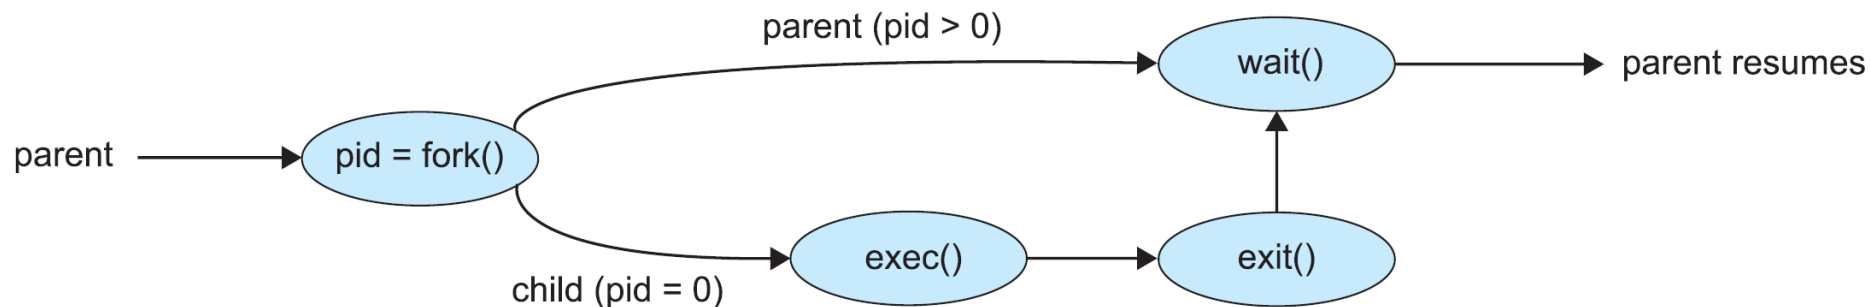 parent (pid > 0)
wait()
parent resumes
parent
pid = fork()
exec()
exit()
child (pid = 0)